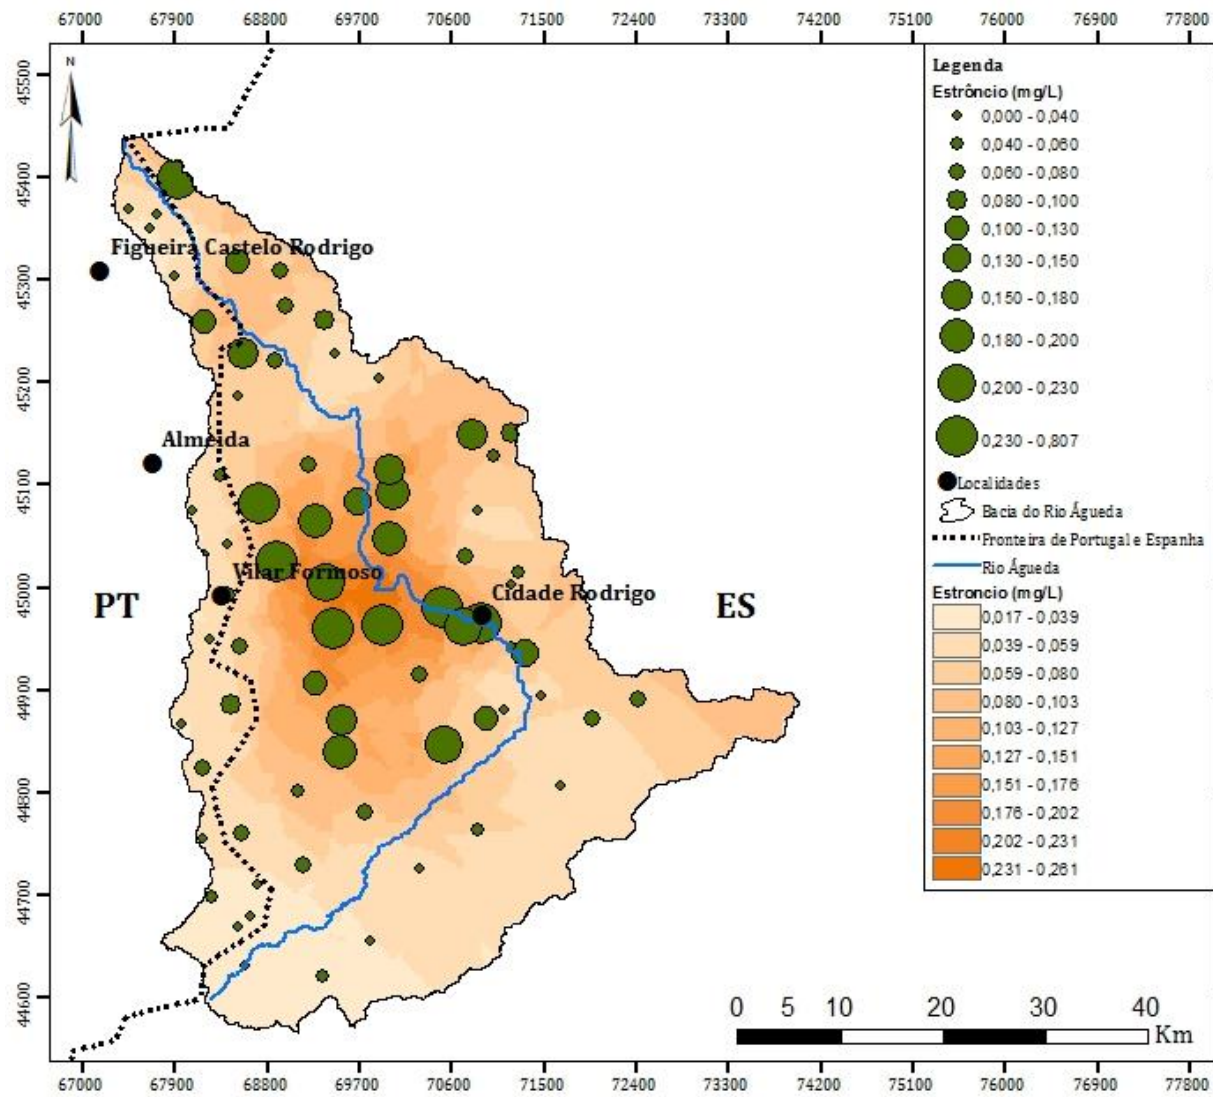 67000 67900 68800 69700 70600 71500 72400 73300 74200 75100 76000 76900 77800
N
45500
45400
45300
45200
45100
45000
44900
44800
44700
44600
Figueira Castelo Rodrigo
Almeida
Vilar Formoso
Cidade Rodrigo
PT
ES
Legenda
Estrôncio (mg/L)
0,000 - 0,040
0,040 - 0,060
0,060 - 0,080
0,080 - 0,100
0,100 - 0,130
0,130 - 0,150
0,150 - 0,180
0,180 - 0,200
0,200 - 0,230
0,230 - 0,807
Localidades
Bacia do Rio Águeda
Fronteira de Portugal e Espanha
Rio Águeda
Estroncio (mg/L)
0,017 - 0,039
0,039 - 0,059
0,059 - 0,080
0,080 - 0,103
0,103 - 0,127
0,127 - 0,151
0,151 - 0,176
0,176 - 0,202
0,202 - 0,231
0,231 - 0,261
0 5 10 20 30 40
Km
67000 67900 68800 69700 70600 71500 72400 73300 74200 75100 76000 76900 77800